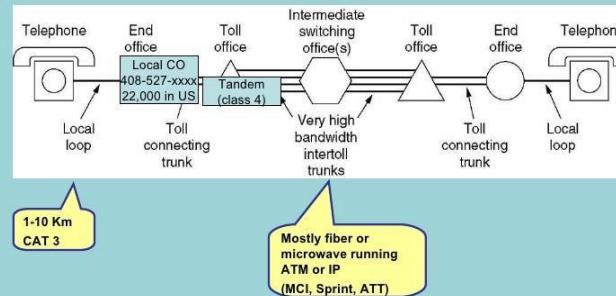 Telephone
End
office
Toll
office
Intermediate
switching
office(s)
Toll
office
End
office
Telephone
Local CO
408-527-xxxx
22,000 in US
Tandem
(class 4)
Local
loop
Toll
connecting
trunk
Very high
bandwidth
intertoll
trunks
Toll
connecting
trunk
Local
loop
1-10 Km
CAT 3
Mostly fiber or
microwave running
ATM or IP
(MCI, Sprint, ATT)